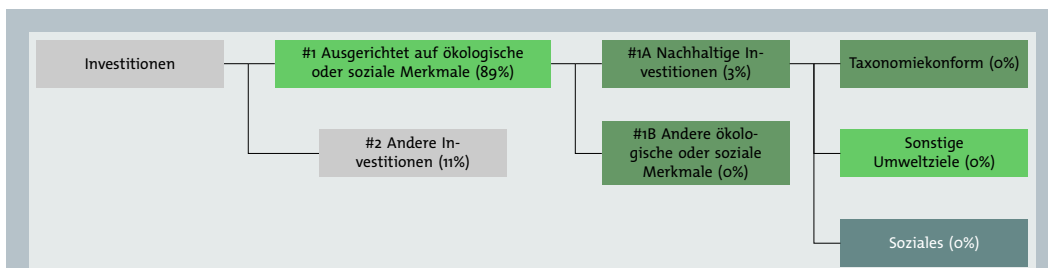 Investitionen
#1 Ausgerichtet auf ökologische
oder soziale Merkmale (89%)
#2 Andere In-
vestitionen (11%)
#1A Nachhaltige In-
vestitionen (3%)
#1B Andere ökolo-
gische oder soziale
Merkmale (0%)
Taxonomiekonform (0%)
Sonstige
Umweltziele (0%)
Soziales (0%)